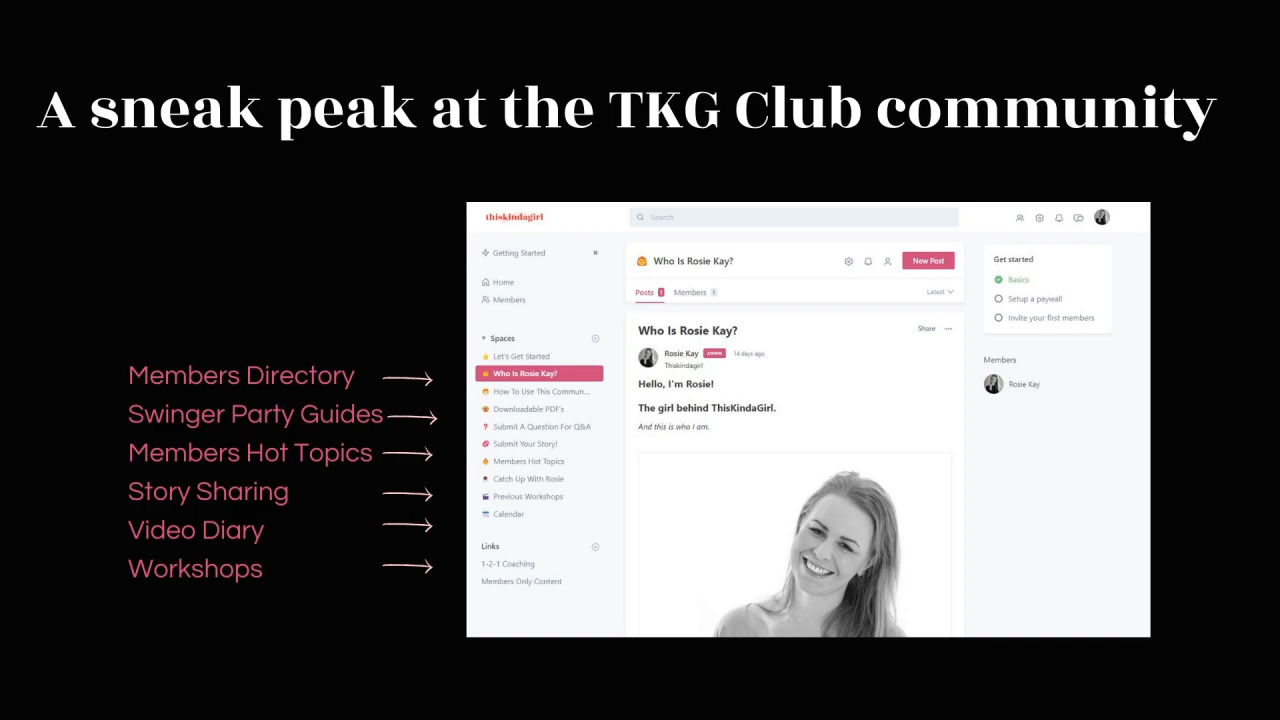 A sneak peak at the TKG Club community
Members Directory
Swinger Party Guides
Members Hot Topics
Story Sharing
Video Diary
Workshops
thiskindagirl
Search
Getting Started
Home
Members
Spaces
Let's Get Started
Who Is Rosie Kay?
How To Use This Commun...
Downloadable PDF's
Submit A Question For Q&A
Submit Your Story!
Members Hot Topics
Catch Up With Rosie
Previous Workshops
Calendar
Links
1-2-1 Coaching
Members Only Content
Who Is Rosie Kay?
New Post
Posts 1 Members 1
Latest
Who Is Rosie Kay?
Share
Rosie Kay ADMIN 14 days ago
Thiskindagirl
Hello, I'm Rosie!
The girl behind ThisKindaGirl.
And this is who I am.
Get started
Basics
Setup a paywall
Invite your first members
Members
Rosie Kay